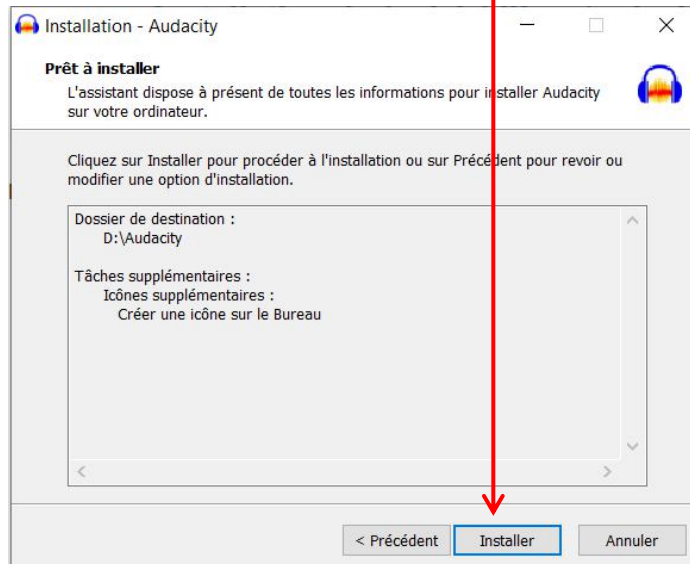 Installation - Audacity
Prêt à installer
L'assistant dispose à présent de toutes les informations pour installer Audacity
sur votre ordinateur.
Cliquez sur Installer pour procéder à l'installation ou sur Précédent pour revoir ou
modifier une option d'installation.
Dossier de destination :
D:\Audacity
Tâches supplémentaires :
Icônes supplémentaires :
Créer une icône sur le Bureau
< Précédent
Installer
Annuler